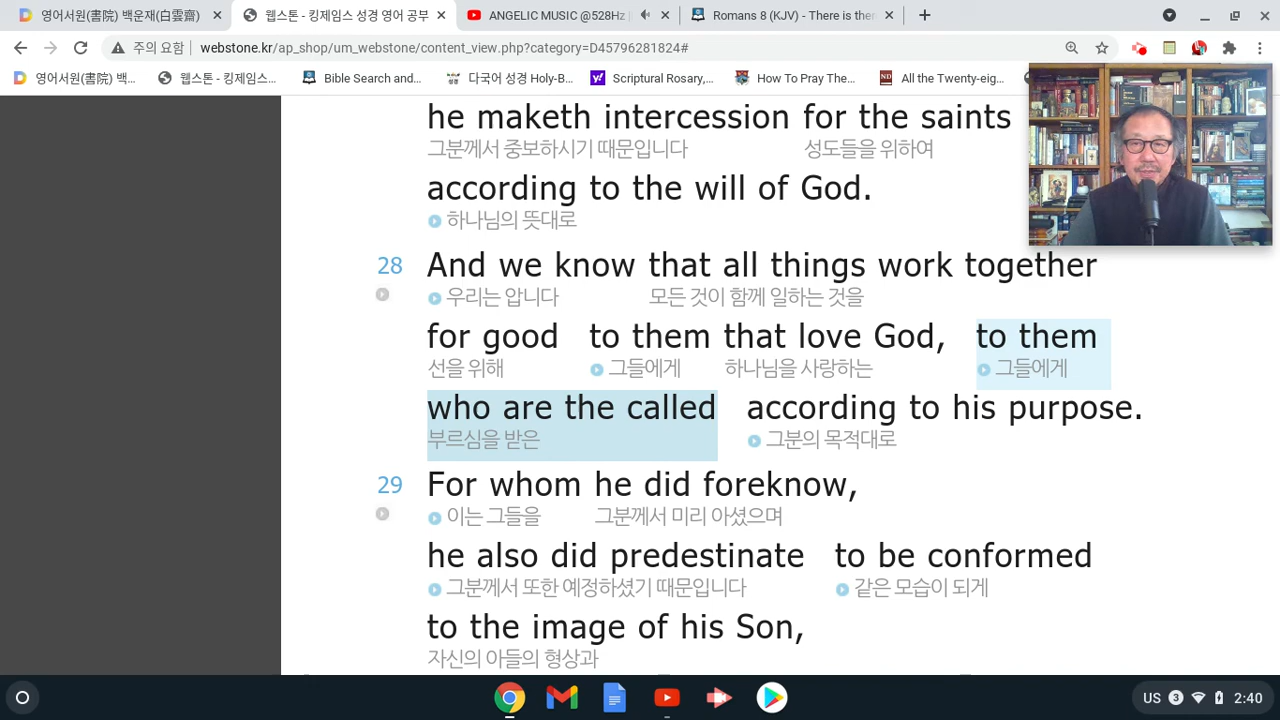 영어서원(書院) 백운재(白雲齋)
웹스톤 - 킹제임스 성경 영어 공부
ANGELIC MUSIC @528Hz
Romans 8 (KJV) - There is ther
주의 요함
webstone.kr/ap_shop/um_webstone/content_view.php?category=D45796281824#
영어서원(書院) 백...
웹스톤 - 킹제임스...
Bible Search and...
다국어 성경 Holy-B...
Scriptural Rosary,...
How To Pray The...
All the Twenty-eig...
he maketh intercession for the saints
그분께서 중보하시기 때문입니다 성도들을 위하여
according to the will of God.
하나님의 뜻대로
28 And we know that all things work together
우리는 압니다 모든 것이 함께 일하는 것을
for good to them that love God, to them
선을 위해 그들에게 하나님을 사랑하는 그들에게
who are the called according to his purpose.
부르심을 받은 그분의 목적대로
29 For whom he did foreknow,
이는 그들을 그분께서 미리 아셨으며
he also did predestinate to be conformed
그분께서 또한 예정하셨기 때문입니다 같은 모습이 되게
to the image of his Son,
자신의 아들의 형상과
US 3 2:40